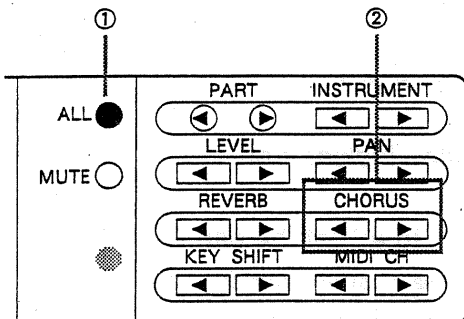 ① ②
PART INSTRUMENT
ALL
LEVEL PAN
MUTE
REVERB CHORUS
KEY SHIFT MIDI CH